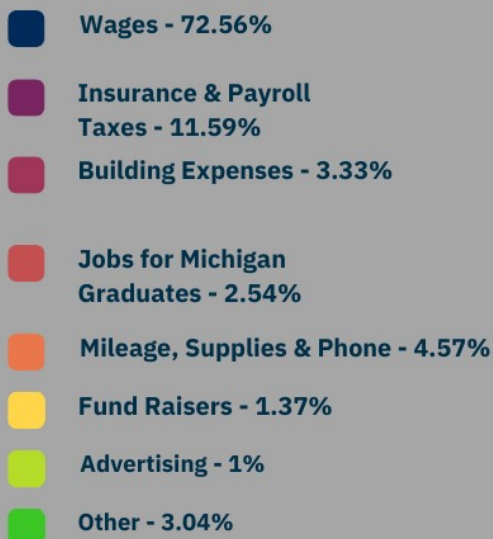 Wages - 72.56%
Insurance & Payroll
Taxes - 11.59%
Building Expenses - 3.33%
Jobs for Michigan
Graduates - 2.54%
Mileage, Supplies & Phone - 4.57%
Fund Raisers - 1.37%
Advertising - 1%
Other - 3.04%